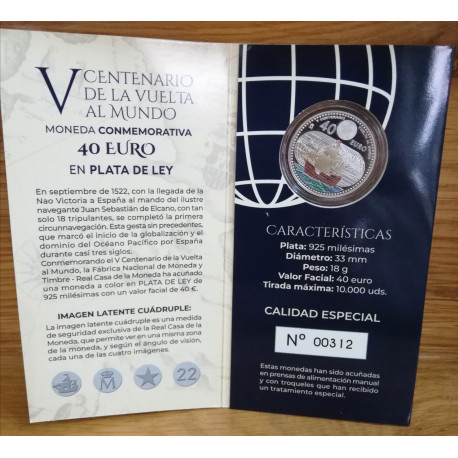 V CENTENARIO
DE LA VUELTA
AL MUNDO
MONEDA CONMEMORATIVA
40 EURO
EN PLATA DE LEY
En septiembre de 1522, con la llegada de la
Nao Victoria a España al mando del ilustre
navegante Juan Sebastián de Elcano, con tan
solo 18 tripulantes, se completó la primera
circunnavegación. Esta gesta sin precedentes,
que marcó el inicio de la globalización y el
dominio del Océano Pacífico por España
durante casi tres siglos.
Conmemorando el V Centenario de la Vuelta
al Mundo, la Fábrica Nacional de Moneda y
Timbre - Real Casa de la Moneda ha acuñado
una moneda a color en PLATA DE LEY de
925 milésimas con un valor facial de 40 €.
IMAGEN LATENTE CUÁDRUPLE:
La imagen latente cuádruple es una medida
de seguridad exclusiva de la Real Casa de la
Moneda, que permite ver en una misma zona
de la moneda, y según el ángulo de visión,
cada una de las cuatro imágenes.
M
22
40
EURO
CARACTERÍSTICAS
Plata: 925 milésimas
Diámetro: 33 mm
Peso: 18 g
Valor Facial: 40 euro
Tirada máxima: 10.000 uds.
CALIDAD ESPECIAL
Nº 00312
Estas monedas han sido acuñadas
en prensas de alimentación manual
y con troqueles que han recibido
un tratamiento especial.